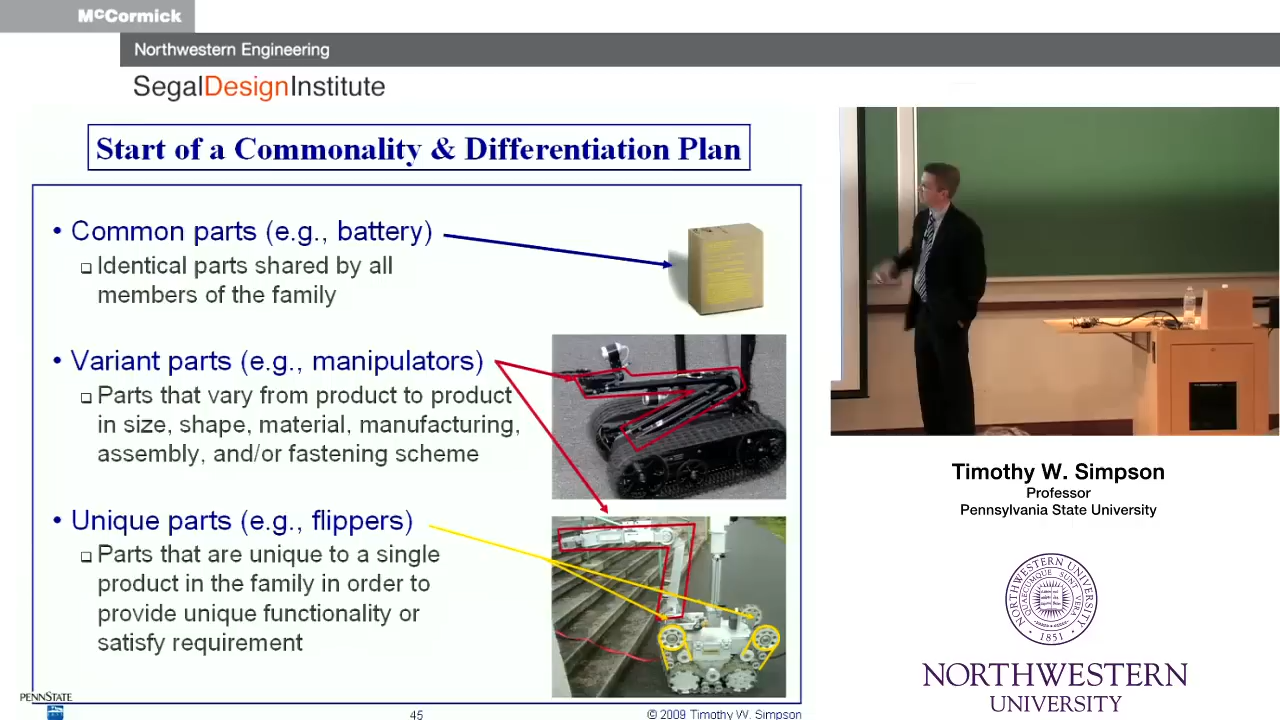 McCormick
Northwestern Engineering
SegalDesignInstitute
Start of a Commonality & Differentiation Plan
• Common parts (e.g., battery)
❑ Identical parts shared by all
members of the family
• Variant parts (e.g., manipulators)
❑ Parts that vary from product to product
in size, shape, material, manufacturing,
assembly, and/or fastening scheme
• Unique parts (e.g., flippers)
❑ Parts that are unique to a single
product in the family in order to
provide unique functionality or
satisfy requirement
PENNSTATE
45
© 2009 Timothy W. Simpson
Timothy W. Simpson
Professor
Pennsylvania State University
NORTHWESTERN
UNIVERSITY
1851
NORTHWESTERN
UNIVERSITY